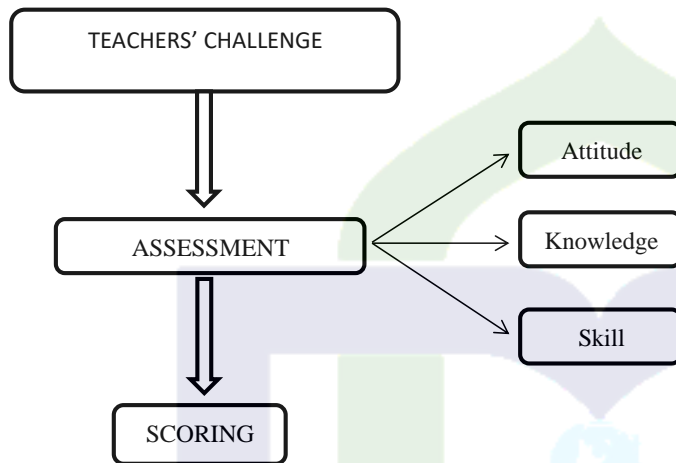 TEACHERS’ CHALLENGE
Attitude
Knowledge
ASSESSMENT
Skill
SCORING